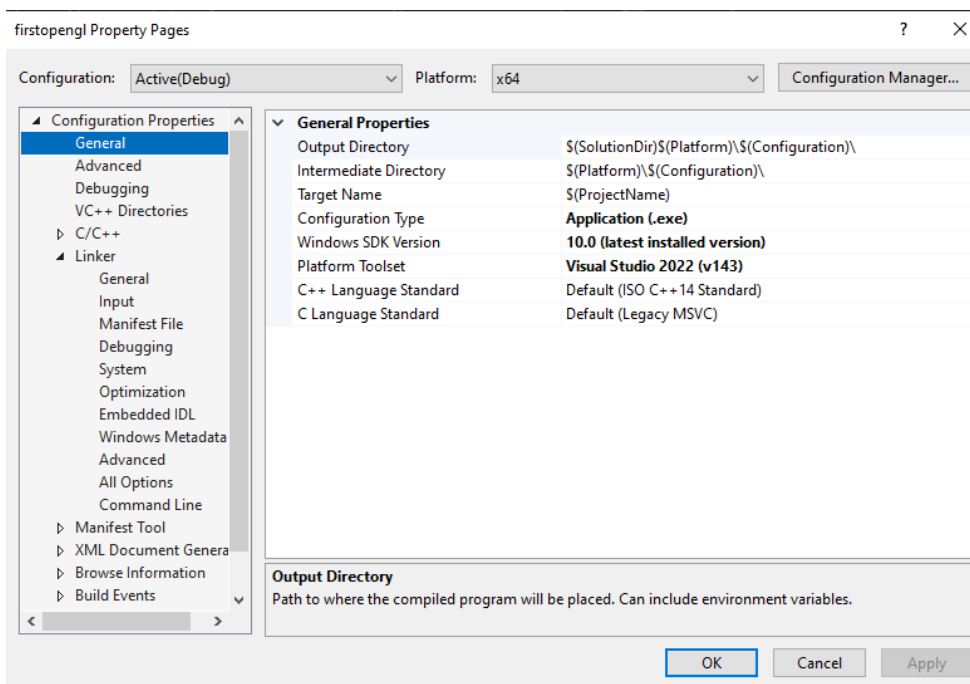 firstopengl Property Pages
?
Configuration: Active(Debug) Platform: x64 Configuration Manager...
Configuration Properties
General
Advanced
Debugging
VC++ Directories
C/C++
Linker
General
Input
Manifest File
Debugging
System
Optimization
Embedded IDL
Windows Metadata
Advanced
All Options
Command Line
Manifest Tool
XML Document Genera
Browse Information
Build Events
General Properties
Output Directory $(SolutionDir)$(Platform)\$(Configuration)\
Intermediate Directory $(Platform)\$(Configuration)\
Target Name $(ProjectName)
Configuration Type Application (.exe)
Windows SDK Version 10.0 (latest installed version)
Platform Toolset Visual Studio 2022 (v143)
C++ Language Standard Default (ISO C++14 Standard)
C Language Standard Default (Legacy MSVC)
Output Directory
Path to where the compiled program will be placed. Can include environment variables.
OK Cancel Apply